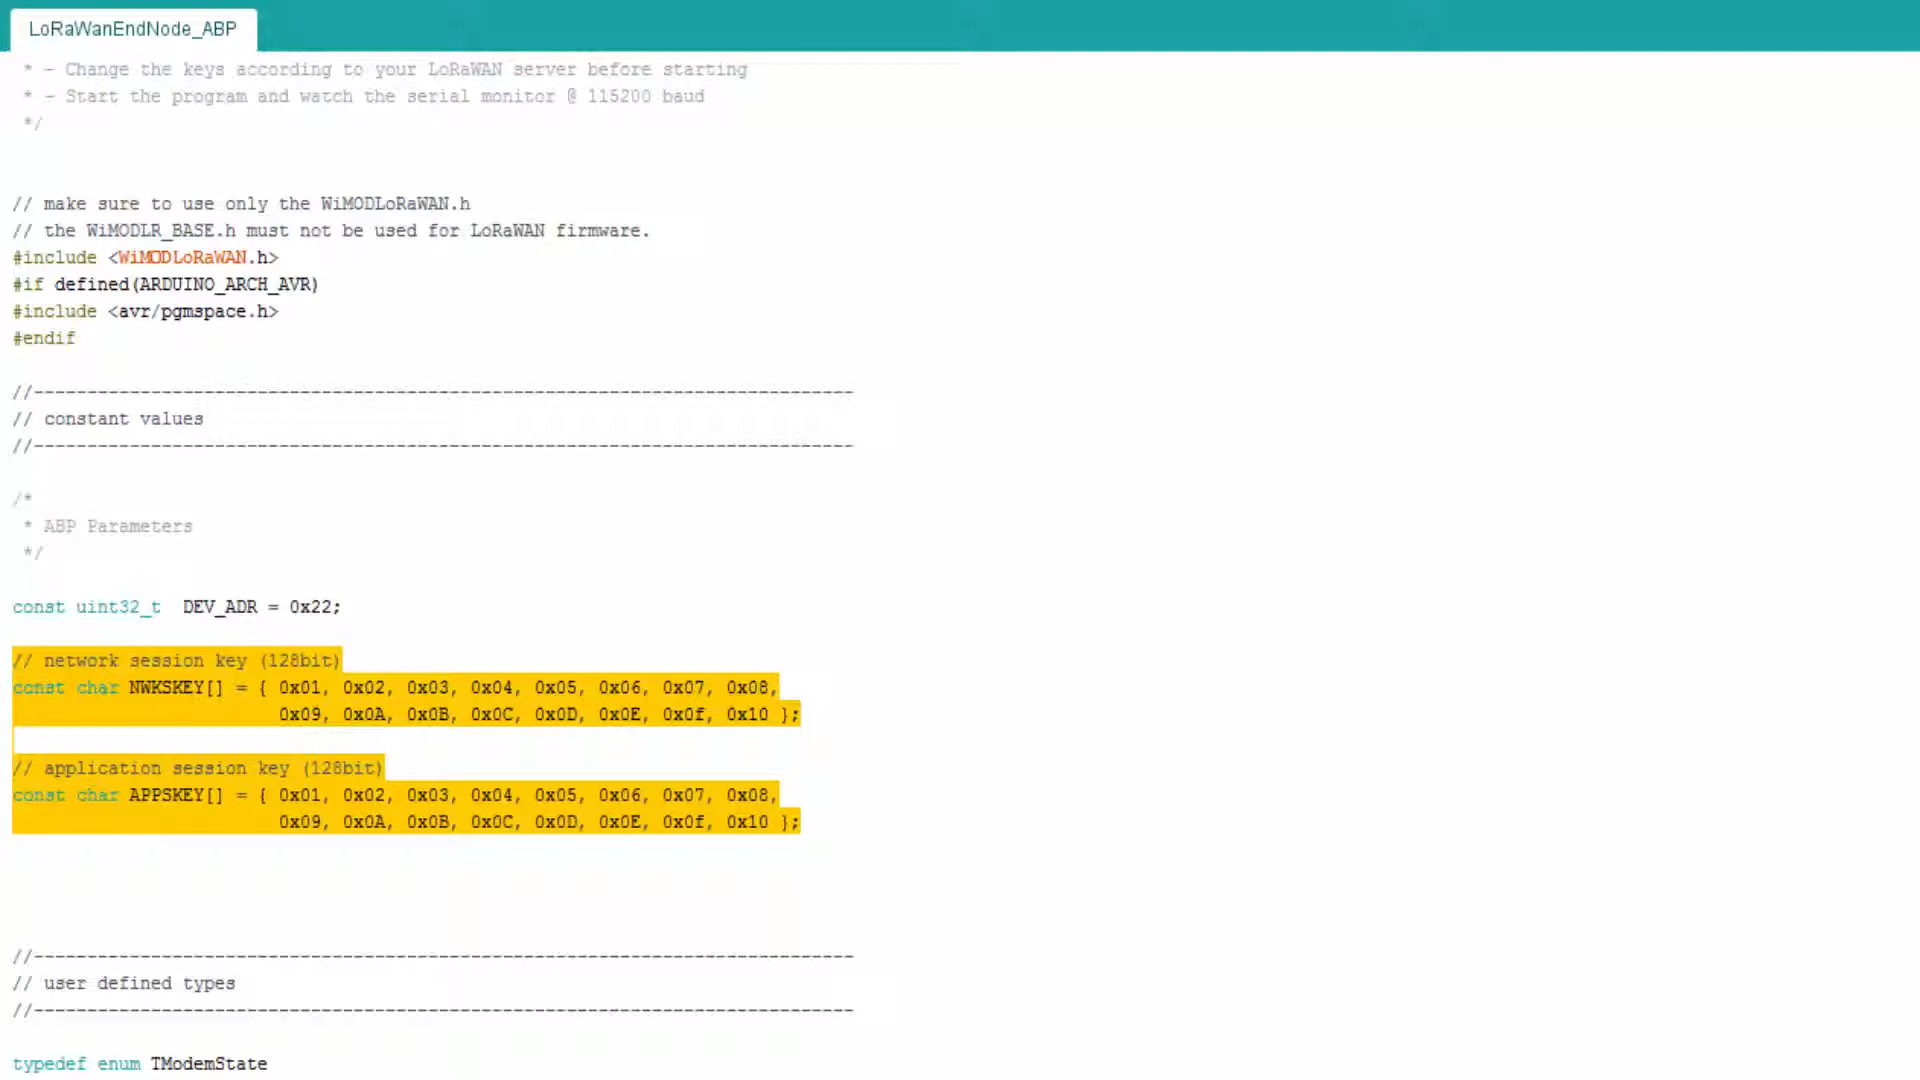 LoRaWanEndNode_ABP
* - Change the keys according to your LoRaWAN server before starting
* - Start the program and watch the serial monitor @ 115200 baud
*/
// make sure to use only the WiMODLoRaWAN.h
// the WiMODLR_BASE.h must not be used for LoRaWAN firmware.
#include <WiMODLoRaWAN.h>
#if defined(ARDUINO_ARCH_AVR)
#include <avr/pgmspace.h>
#endif
//-----------------------------------------------------------------------------
// constant values
//-----------------------------------------------------------------------------
/*
* ABP Parameters
*/
const uint32_t  DEV_ADR = 0x22;
// network session key (128bit)
const char NWKSKEY[] = { 0x01, 0x02, 0x03, 0x04, 0x05, 0x06, 0x07, 0x08,
0x09, 0x0A, 0x0B, 0x0C, 0x0D, 0x0E, 0x0f, 0x10 };
// application session key (128bit)
const char APPSKEY[] = { 0x01, 0x02, 0x03, 0x04, 0x05, 0x06, 0x07, 0x08,
0x09, 0x0A, 0x0B, 0x0C, 0x0D, 0x0E, 0x0f, 0x10 };
//-----------------------------------------------------------------------------
// user defined types
//-----------------------------------------------------------------------------
typedef enum TModemState